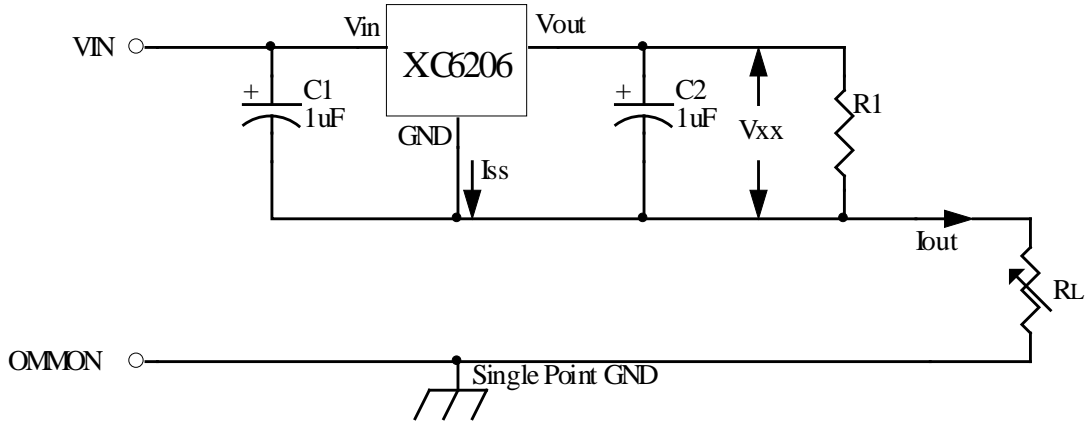 VIN
Vin
Vout
XC6206
GND
+
C1
1uF
+
C2
1uF
Vxx
R1
Iss
Iout
RL
OMMON
Single Point GND